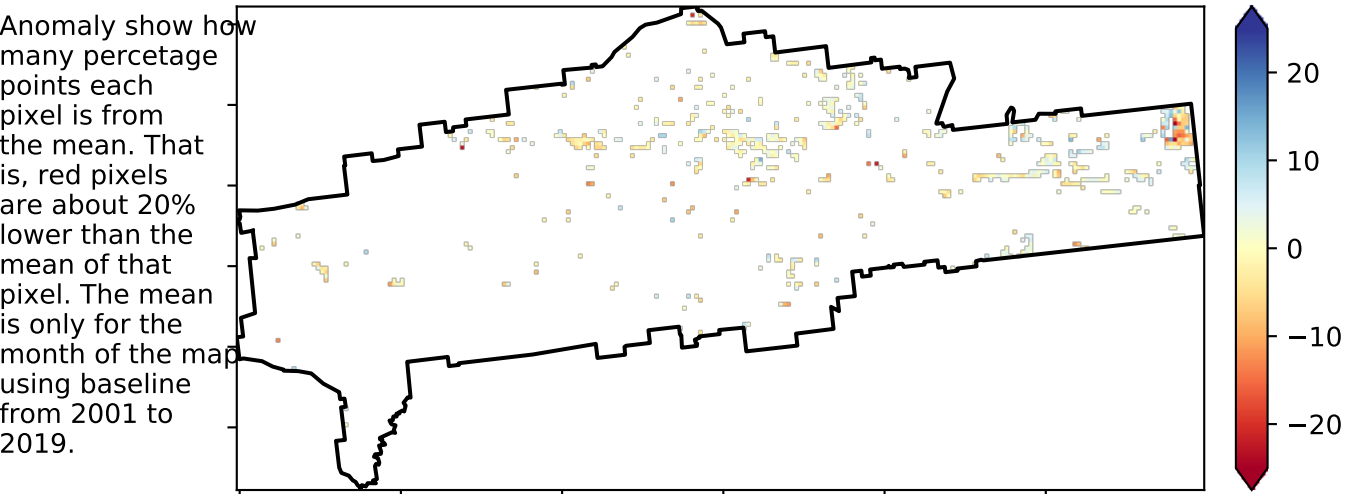 Anomaly show how
many percetage
points each
pixel is from
the mean. That
is, red pixels
are about 20%
lower than the
mean of that
pixel. The mean
is only for the
month of the map
using baseline
from 2001 to
2019.
20
10
0
−10
−20